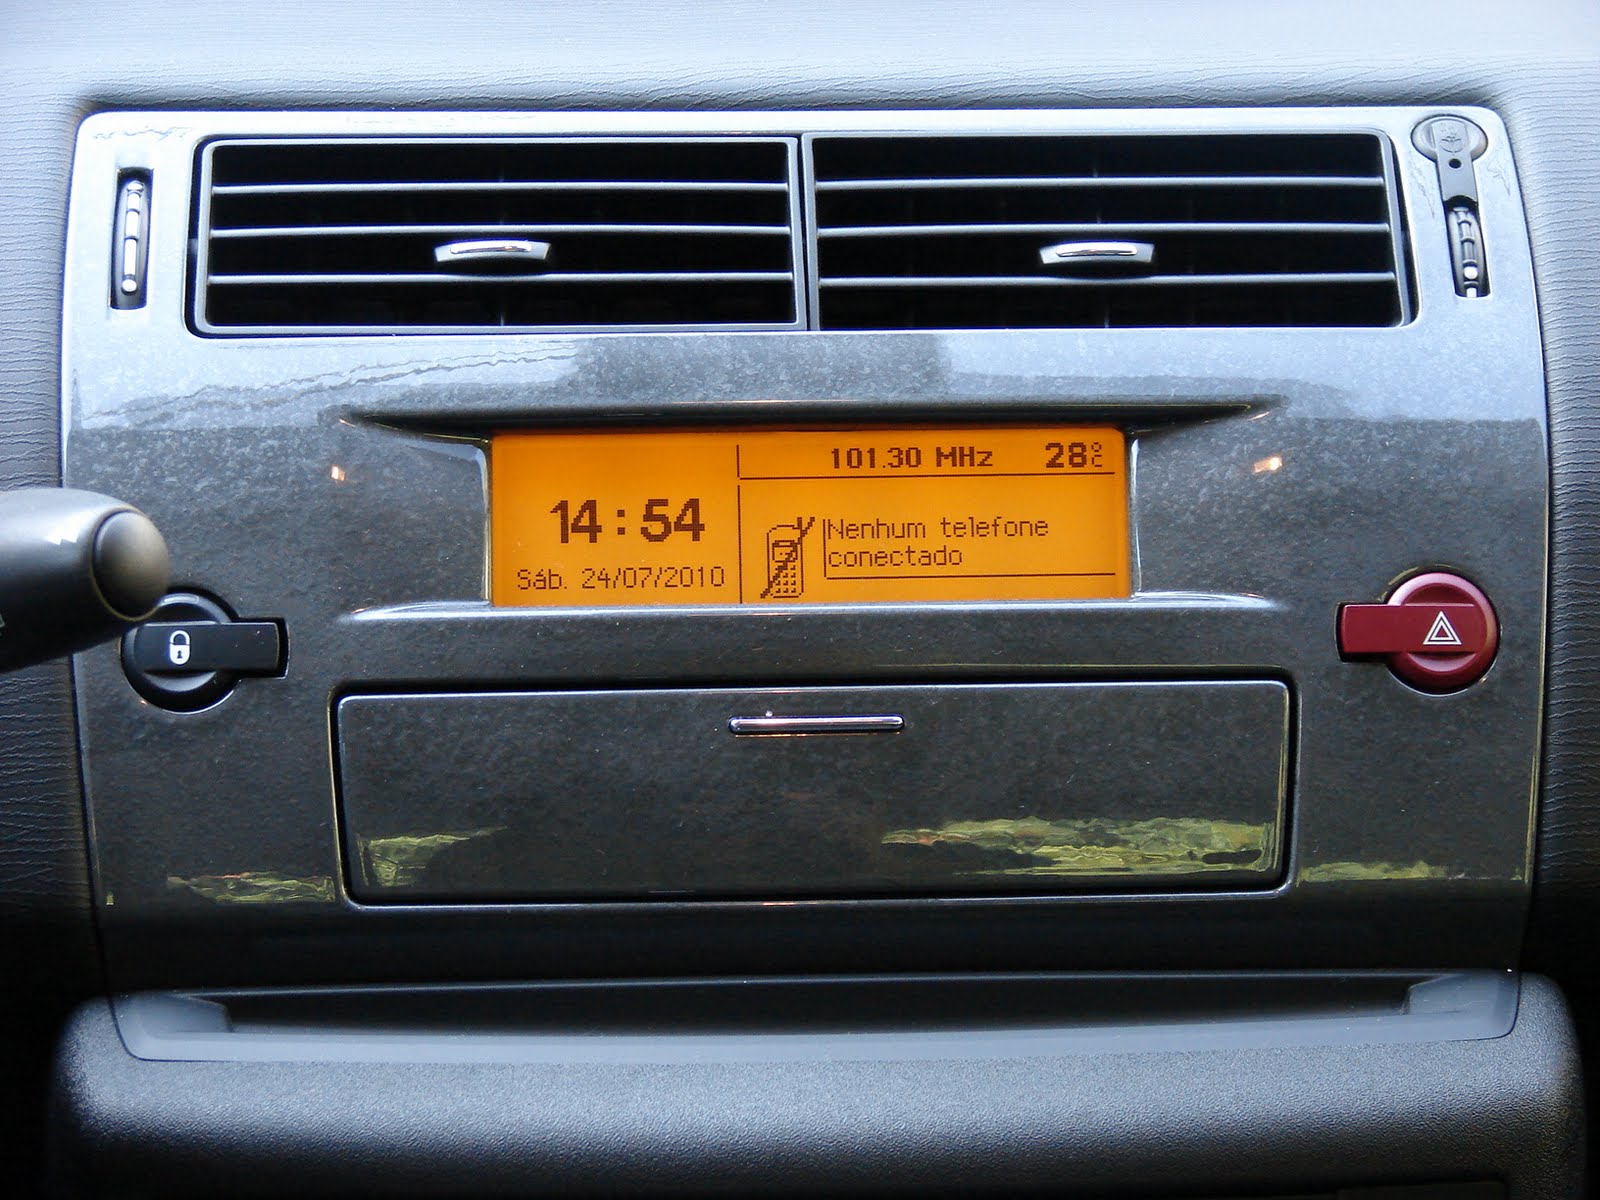 101.30 MHz 28°C
14:54
Sáb. 24/07/2010
Nenhum telefone
conectado